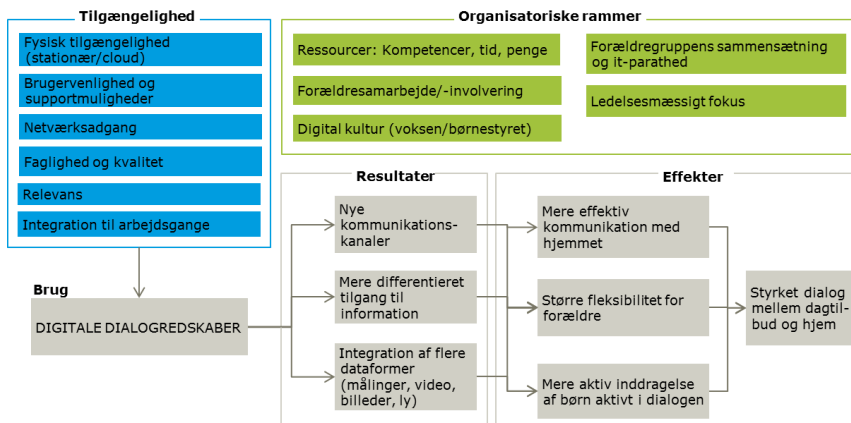 Tilgængelighed
Fysisk tilgængelighed
(stationær/cloud)
Brugervenlighed og
supportmuligheder
Netværksadgang
Faglighed og kvalitet
Relevans
Integration til arbejdsgange
Organisatoriske rammer
Ressourcer: Kompetencer, tid, penge
Forældresamarbejde/-involvering
Digital kultur (voksen/børnestyret)
Forældregruppens sammensætning
og it-parathed
Ledelsesmæssigt fokus
Brug
DIGITALE DIALOGREDSKABER
Resultater
Nye
kommunikations-
kanaler
Mere differentieret
tilgang til
information
Integration af flere
dataformer
(målinger, video,
billeder, ly)
Effekter
Mere effektiv
kommunikation med
hjemmet
Større fleksibilitet for
forældre
Mere aktiv inddragelse
af børn aktivt i dialogen
Styrket dialog
mellem dagtil-
bud og hjem